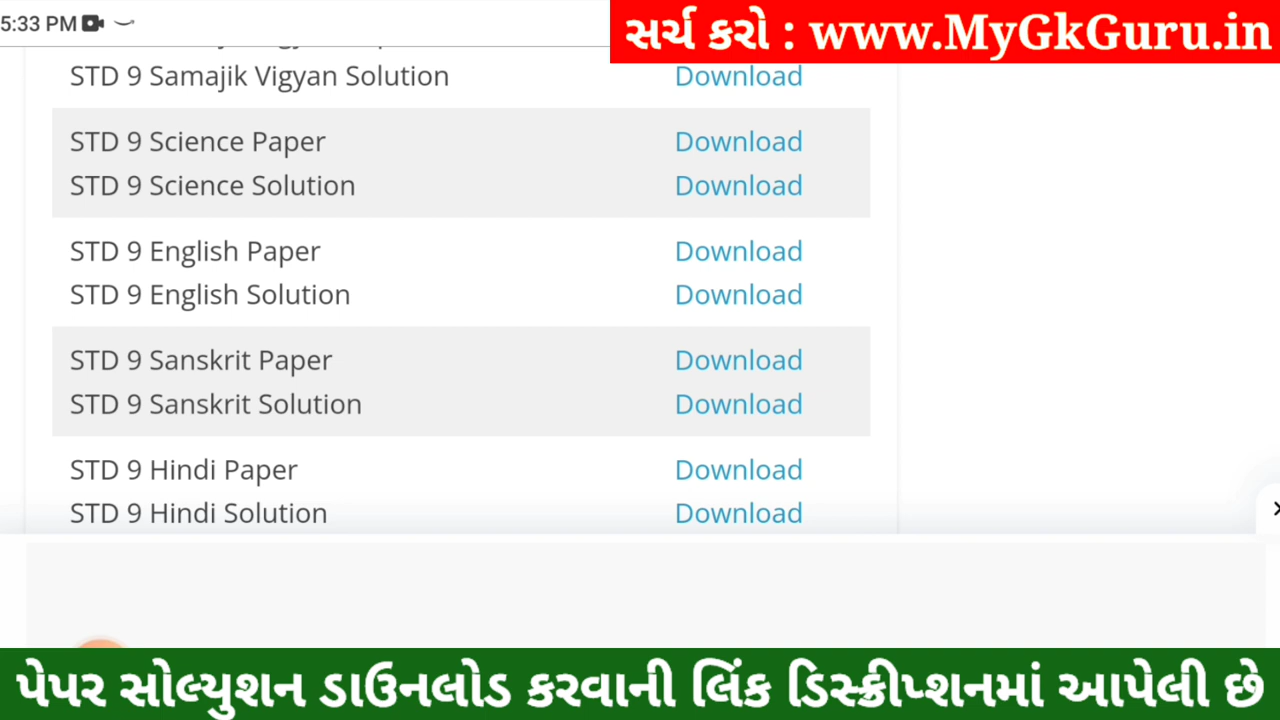 5:33 PM
સર્ચ કરો : www.MyGkGuru.in
STD 9 Samajik Vigyan Solution Download
STD 9 Science Paper Download
STD 9 Science Solution Download
STD 9 English Paper Download
STD 9 English Solution Download
STD 9 Sanskrit Paper Download
STD 9 Sanskrit Solution Download
STD 9 Hindi Paper Download
STD 9 Hindi Solution Download
પેપર સોલ્યુશન ડાઉનલોડ કરવાની લિંક ડિસ્ક્રીપ્શનમાં આપેલી છે